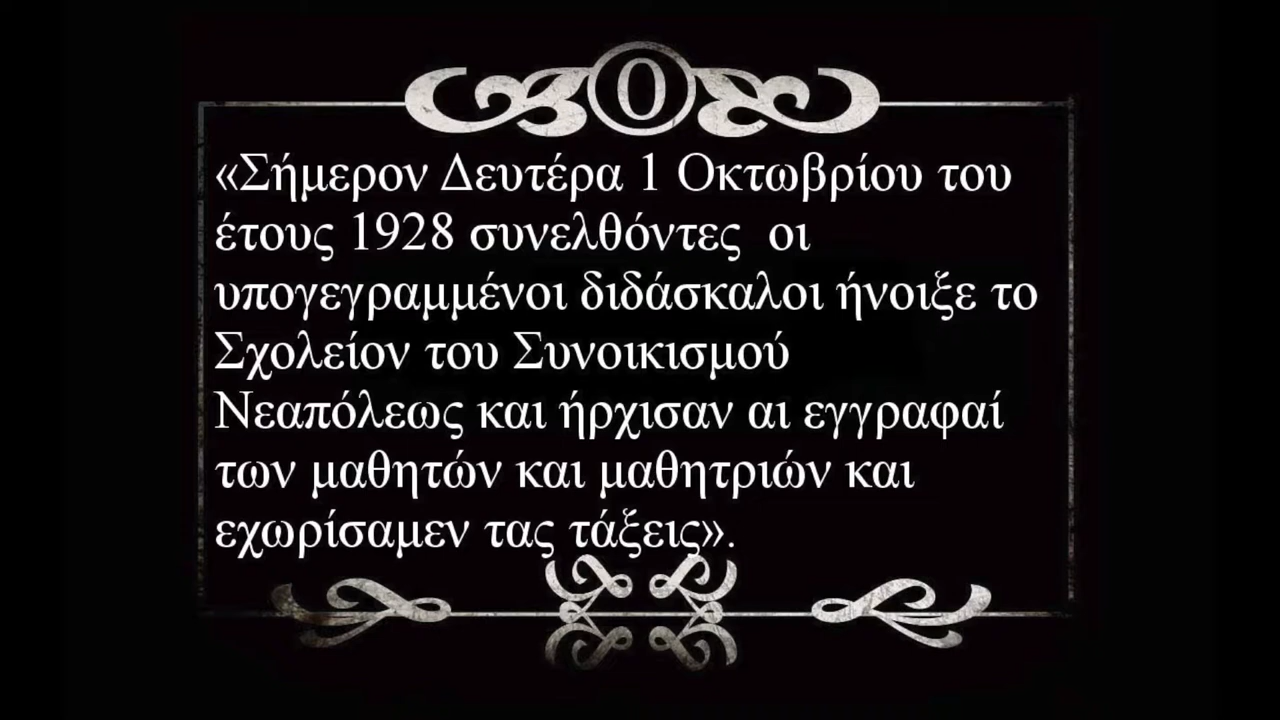 Ο
«Σήμερον Δευτέρα 1 Οκτωβρίου του
έτους 1928 συνελθόντες  οι
υπογεγραμμένοι διδάσκαλοι ήνοιξε το
Σχολείον του Συνοικισμού
Νεαπόλεως και ήρχισαν αι εγγραφαί
των μαθητών και μαθητριών και
εχωρίσαμεν τας τάξεις».